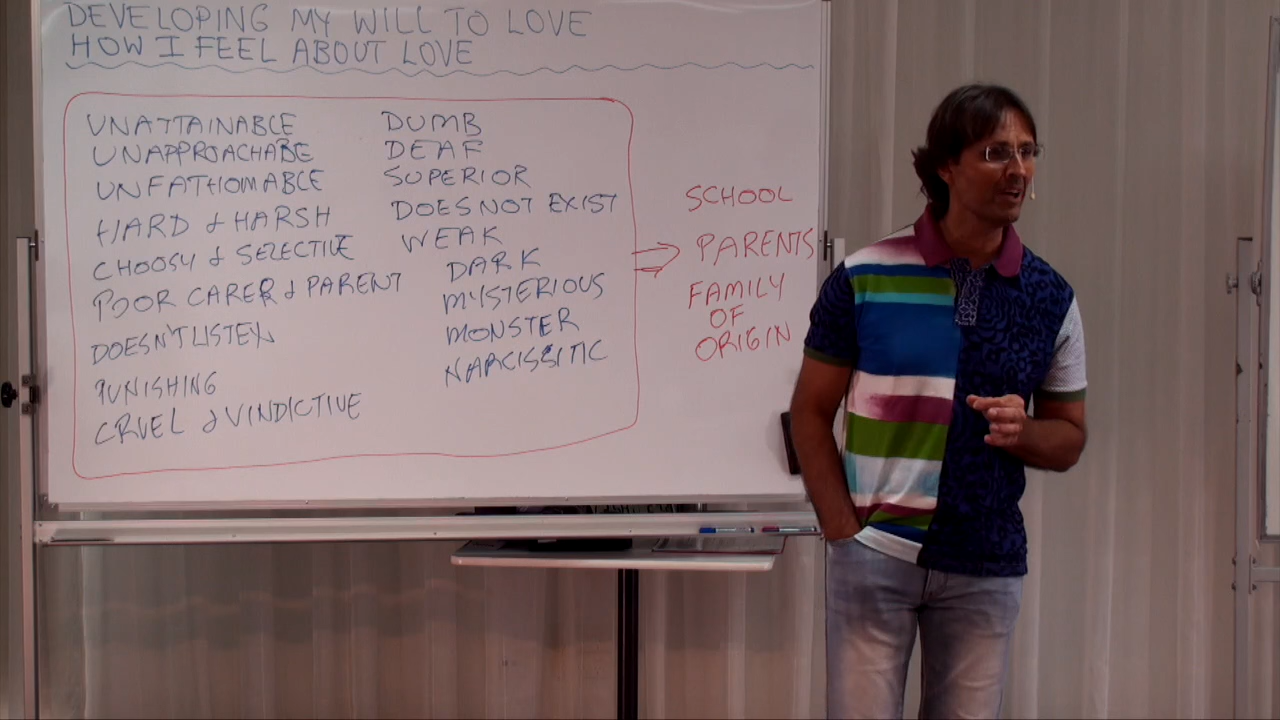 DEVELOPING MY WILL TO LOVE
HOW I FEEL ABOUT LOVE
UNATTAINABLE
UNAPPROACHABE
UNFATHOMABLE
HARD & HARSH
CHOOSY & SELECTIVE
POOR CARER & PARENT
DOESN'T LISTEN
PUNISHING
CRUEL & VINDICTIVE
DUMB
DEAF
SUPERIOR
DOES NOT EXIST
WEAK
DARK
MYSTERIOUS
MONSTER
NARCISSITIC
SCHOOL
PARENTS
FAMILY
OF
ORIGIN